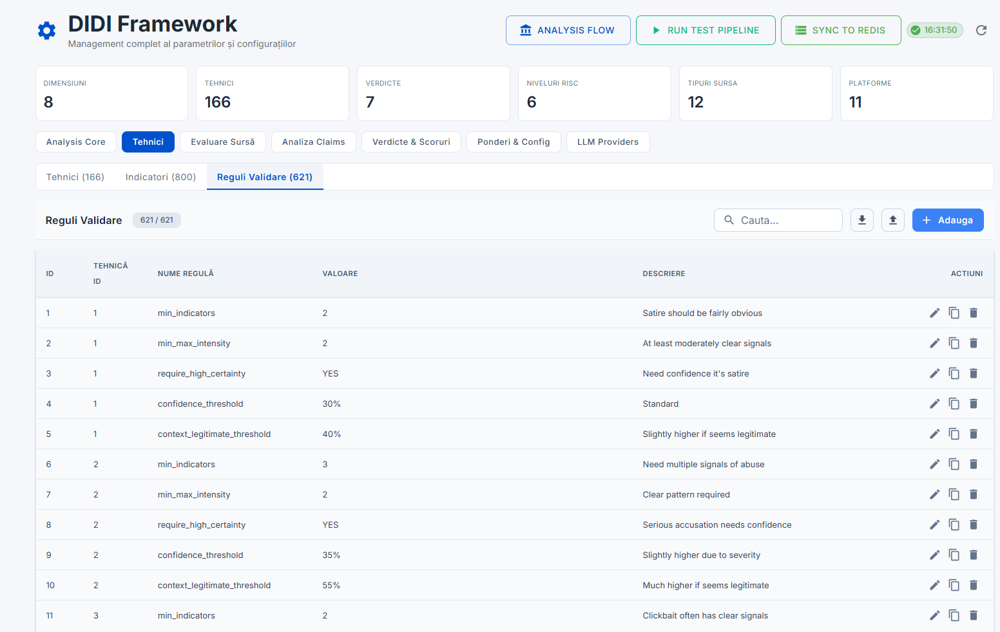 DIDI Framework
Management complet al parametrilor și configurațiilor
ANALYSIS FLOW
RUN TEST PIPELINE
SYNC TO REDIS
16:31:50
DIMENSIUNI
8
TEHNICI
166
VERDICTE
7
NIVELURI RISC
6
TIPURI SURSA
12
PLATFORME
11
Analysis Core
Tehnici
Evaluare Sursă
Analiza Claims
Verdicte & Scoruri
Ponderi & Config
LLM Providers
Tehnici (166)
Indicatori (800)
Reguli Validare (621)
Reguli Validare
621 / 621
Cauta...
Adauga
ID TEHNICĂ ID NUME REGULĂ VALOARE DESCRIERE ACTIUNI
1 1 min_indicators 2 Satire should be fairly obvious
2 1 min_max_intensity 2 At least moderately clear signals
3 1 require_high_certainty YES Need confidence it's satire
4 1 confidence_threshold 30% Standard
5 1 context_legitimate_threshold 40% Slightly higher if seems legitimate
6 2 min_indicators 3 Need multiple signals of abuse
7 2 min_max_intensity 2 Clear pattern required
8 2 require_high_certainty YES Serious accusation needs confidence
9 2 confidence_threshold 35% Slightly higher due to severity
10 2 context_legitimate_threshold 55% Much higher if seems legitimate
11 3 min_indicators 2 Clickbait often has clear signals